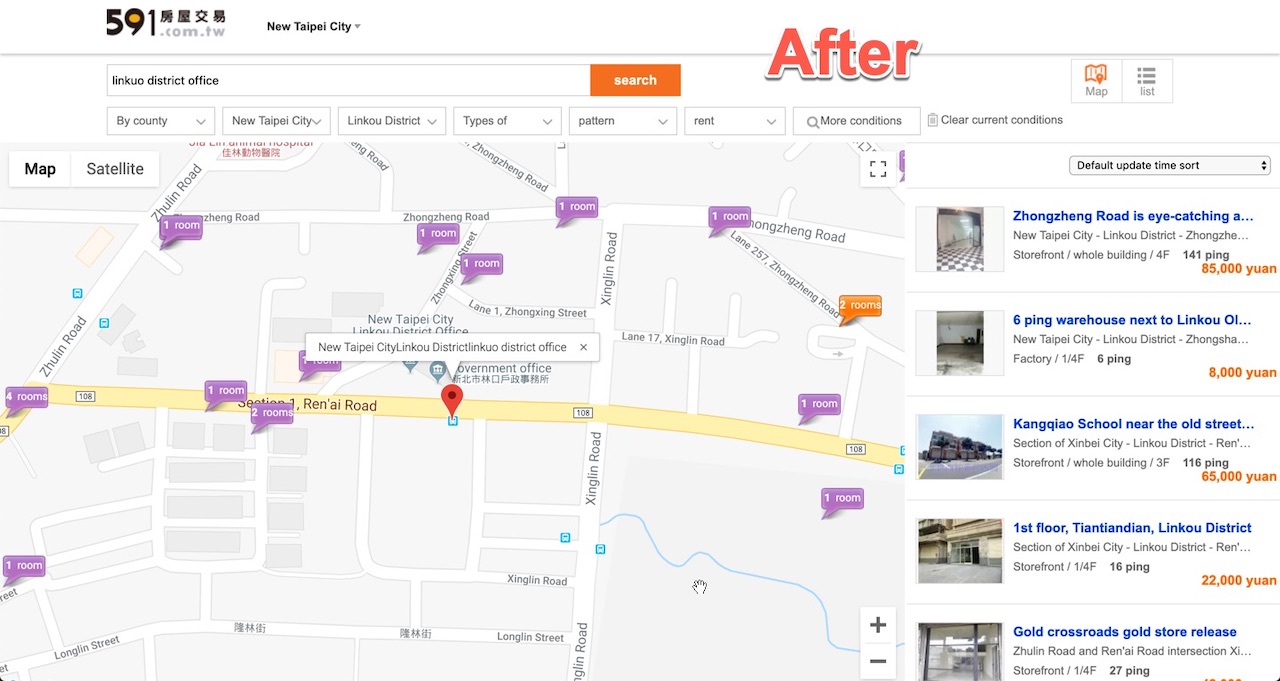 591 房屋交易
.com.tw
New Taipei City
After
linkuo district office
search
Map
list
By county
New Taipei City
Linkou District
Types of
pattern
rent
More conditions
Clear current conditions
Map
Satellite
Default update time sort
Jia Lin animal hospital
佳林動物醫院
Zhulin Road
Zhongzheng Road
Zhongzheng Road
Zhongzheng Road
1 room
1 room
1 room
1 room
1 room
Lane 257, Zhongzheng Road
Zhongxing Street
Xinglin Road
Lane 1, Zhongxing Street
2 rooms
New Taipei City
Linkou District Office
Lane 17, Xinglin Road
New Taipei CityLinkou Districtlinkuo district office
Zhulin Road
1 room
Government office
新北市林口戶政事務所
4 rooms
108
1 room
2 rooms
Section 1, Ren'ai Road
108
1 room
108
Xinglin Road
1 room
1 room
Xinglin Road
隆林街
隆林街
Longlin Street
Longlin Street
Xinglin Road
Zhongzheng Road is eye-catching a...
New Taipei City - Linkou District - Zhongzhe...
Storefront / whole building / 4F 141 ping
85,000 yuan
6 ping warehouse next to Linkou Ol...
New Taipei City - Linkou District - Zhongsha...
Factory / 1/4F 6 ping
8,000 yuan
Kangqiao School near the old street...
Section of Xinbei City - Linkou District - Ren'...
Storefront / whole building / 3F 116 ping
65,000 yuan
1st floor, Tiantiandian, Linkou District
Section of Xinbei City - Linkou District - Ren'...
Storefront / 1/4F 16 ping
22,000 yuan
Gold crossroads gold store release
Zhulin Road and Ren'ai Road intersection Xi...
Storefront / 1/4F 27 ping